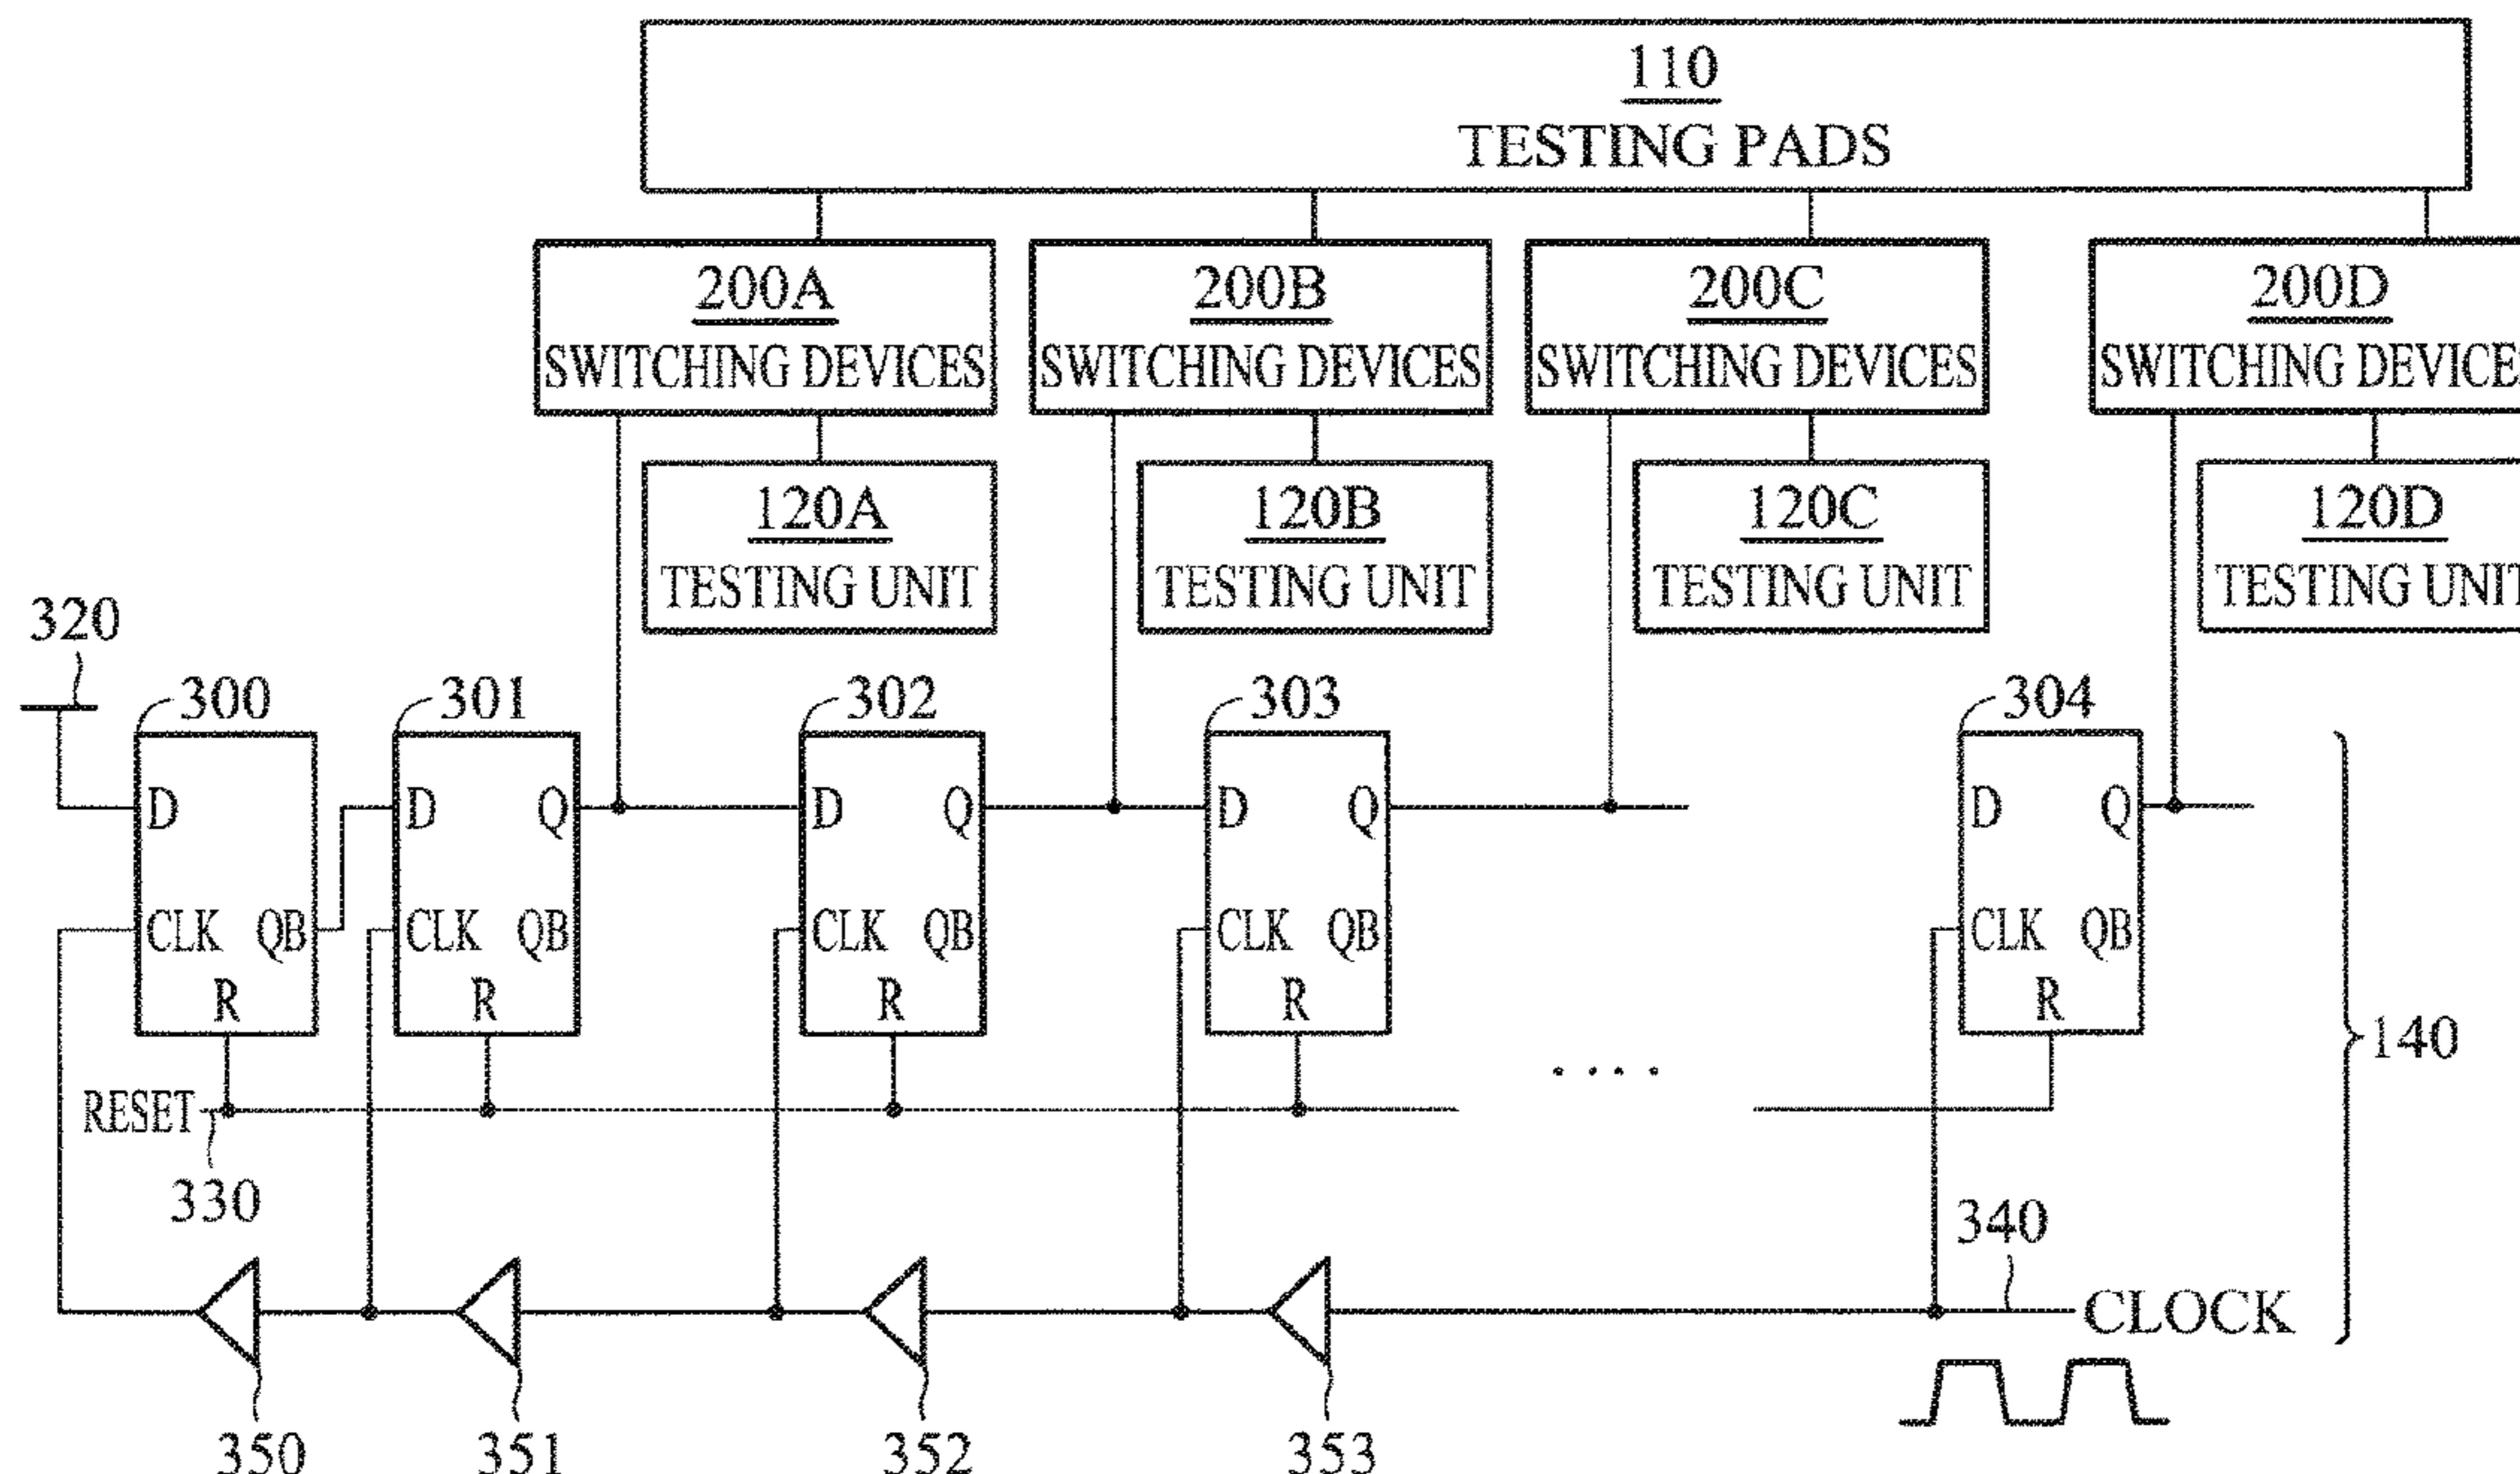 110
TESTING PADS
200A
SWITCHING DEVICES
200B
SWITCHING DEVICES
200C
SWITCHING DEVICES
200D
SWITCHING DEVICE
120A
TESTING UNIT
120B
TESTING UNIT
120C
TESTING UNIT
120D
TESTING UNIT
320
300
301
302
303
304
D
D Q
D Q
D Q
D Q
CLK QB
CLK QB
CLK QB
CLK QB
CLK QB
R
R
R
R
R
140
RESET
330
340
CLOCK
350
351
352
353